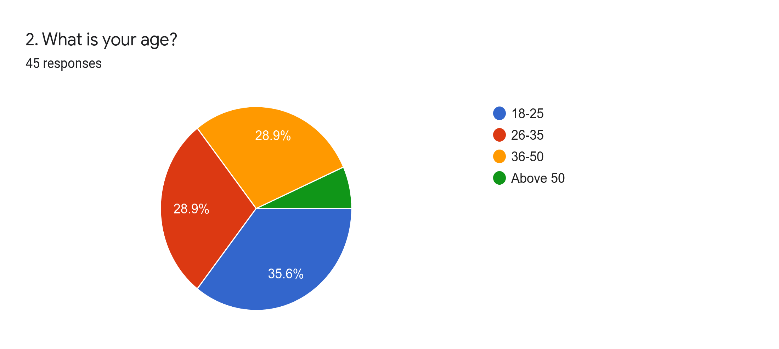 2. What is your age?
45 responses
28.9%
28.9%
35.6%
18-25
26-35
36-50
Above 50